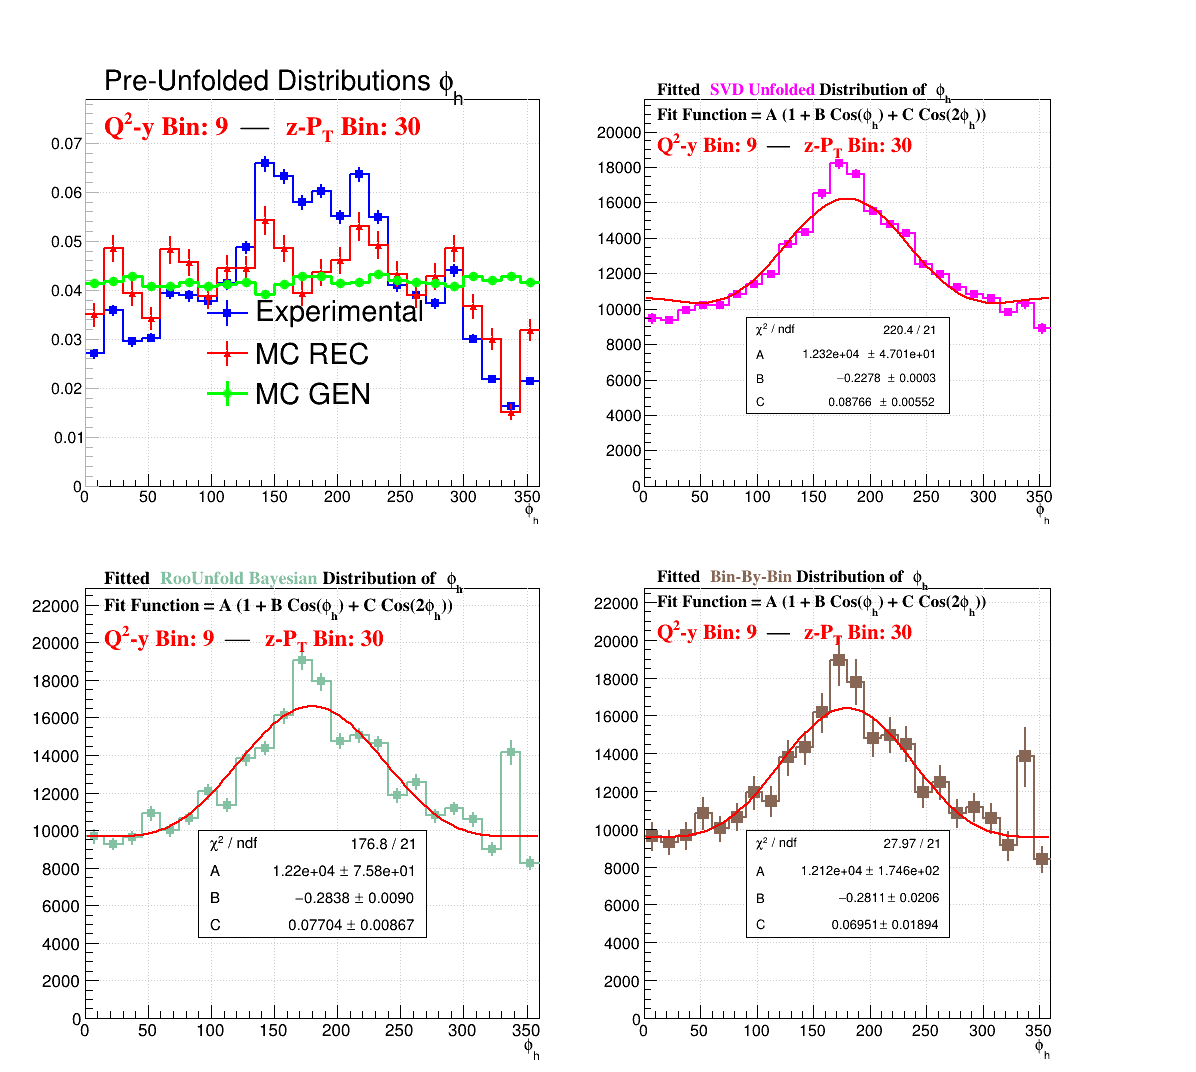 Pre-Unfolded Distributions ϕh
Q²-y Bin: 9 — z-PT Bin: 30
0.07
0.06
0.05
0.04
0.03
0.02
0.01
0
Experimental
MC REC
MC GEN
0 50 100 150 200 250 300 350
ϕh
Fitted SVD Unfolded Distribution of ϕh
Fit Function = A (1 + B Cos(ϕh) + C Cos(2ϕh))
Q²-y Bin: 9 — z-PT Bin: 30
20000
18000
16000
14000
12000
10000
8000
6000
4000
2000
0
χ² / ndf 220.4 / 21
A 1.232e+04 ± 4.701e+01
B −0.2278 ± 0.0003
C 0.08766 ± 0.00552
0 50 100 150 200 250 300 350
ϕh
Fitted RooUnfold Bayesian Distribution of ϕh
Fit Function = A (1 + B Cos(ϕh) + C Cos(2ϕh))
Q²-y Bin: 9 — z-PT Bin: 30
22000
20000
18000
16000
14000
12000
10000
8000
6000
4000
2000
0
χ² / ndf 176.8 / 21
A 1.22e+04 ± 7.58e+01
B −0.2838 ± 0.0090
C 0.07704 ± 0.00867
0 50 100 150 200 250 300 350
ϕh
Fitted Bin-By-Bin Distribution of ϕh
Fit Function = A (1 + B Cos(ϕh) + C Cos(2ϕh))
Q²-y Bin: 9 — z-PT Bin: 30
22000
20000
18000
16000
14000
12000
10000
8000
6000
4000
2000
0
χ² / ndf 27.97 / 21
A 1.212e+04 ± 1.746e+02
B −0.2811 ± 0.0206
C 0.06951 ± 0.01894
0 50 100 150 200 250 300 350
ϕh